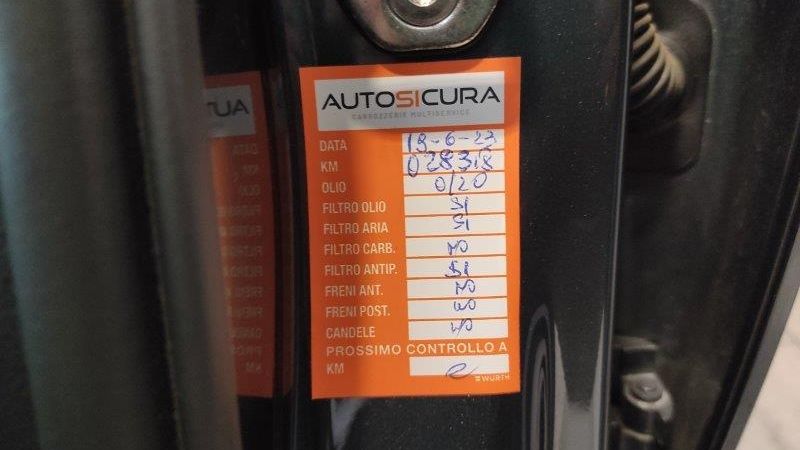 AUTOSICURA
CARROZZERIE MULTISERVICE
DATA 19-6-23
KM 028318
OLIO 0/20
FILTRO OLIO SI
FILTRO ARIA SI
FILTRO CARB. NO
FILTRO ANTIP. SI
FRENI ANT. NO
FRENI POST. NO
CANDELE NO
PROSSIMO CONTROLLO A
KM
WÜRTH